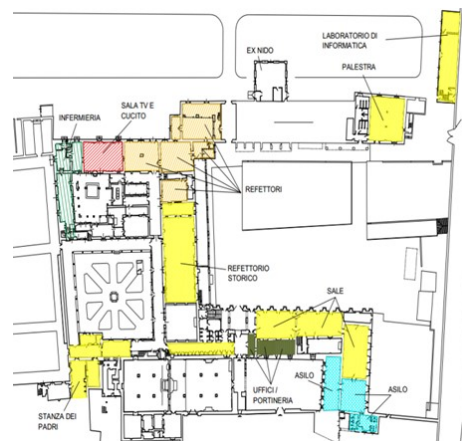 LABORATORIO DI
INFORMATICA
EX NIDO
PALESTRA
SALA TV E
CUCITO
INFERMIERIA
REFETTORI
REFETTORIO
STORICO
SALE
UFFICI /
PORTINERIA
ASILO
ASILO
STANZA DEI
PADRI